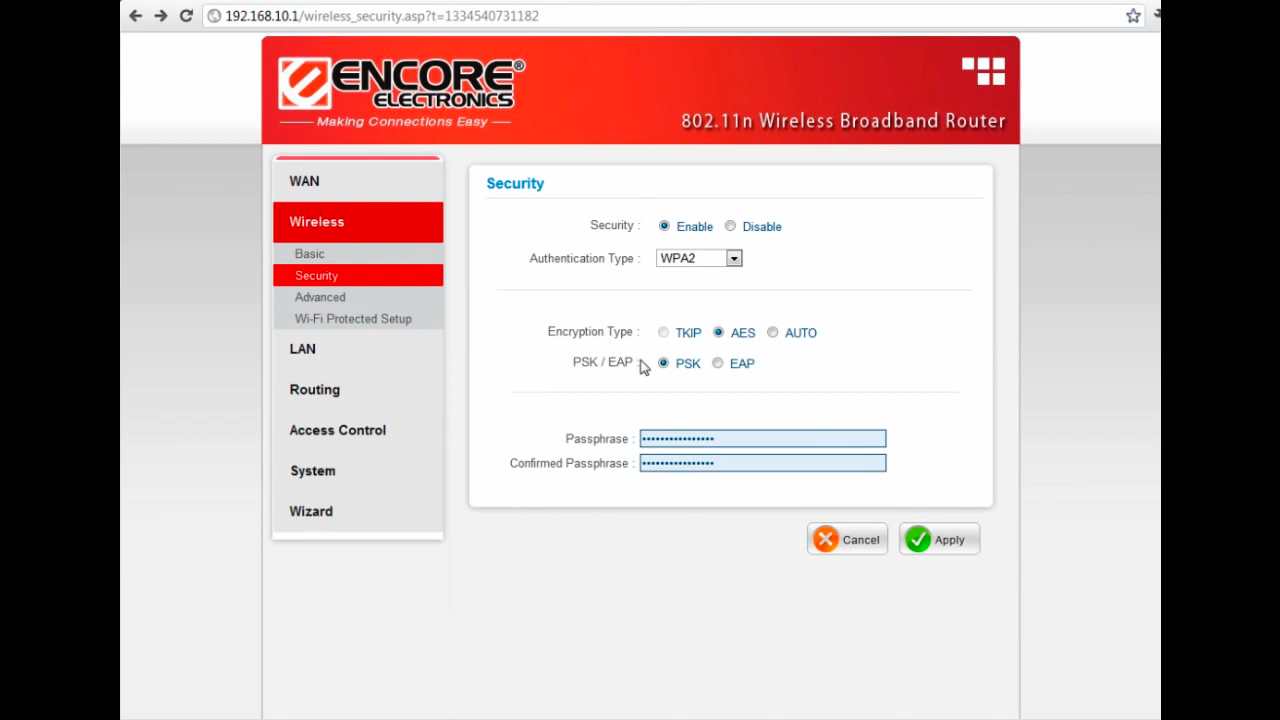 192.168.10.1/wireless_security.asp?t=1334540731182
ENCORE®
ELECTRONICS
Making Connections Easy
802.11n Wireless Broadband Router
WAN
Wireless
Basic
Security
Advanced
Wi-Fi Protected Setup
LAN
Routing
Access Control
System
Wizard
Security
Security : Enable Disable
Authentication Type : WPA2
Encryption Type : TKIP AES AUTO
PSK / EAP : PSK EAP
Passphrase : ••••••••••••••••
Confirmed Passphrase : ••••••••••••••••
Cancel Apply